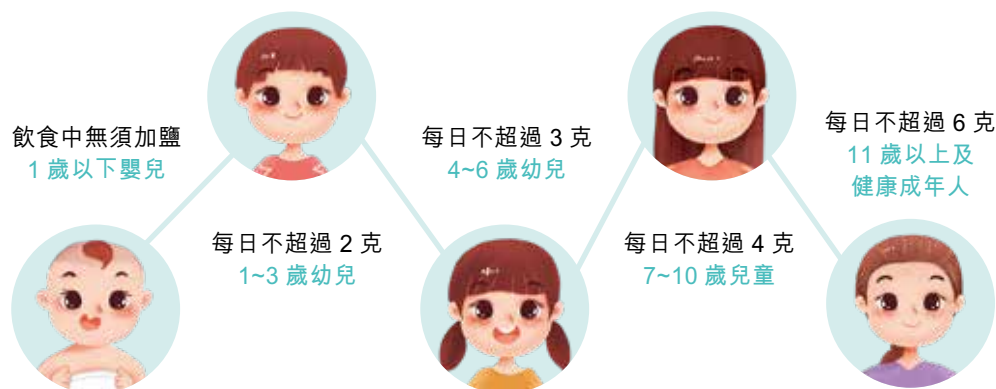 飲食中無須加鹽
1 歲以下嬰兒
每日不超過 2 克
1~3 歲幼兒
每日不超過 3 克
4~6 歲幼兒
每日不超過 4 克
7~10 歲兒童
每日不超過 6 克
11 歲以上及
健康成年人